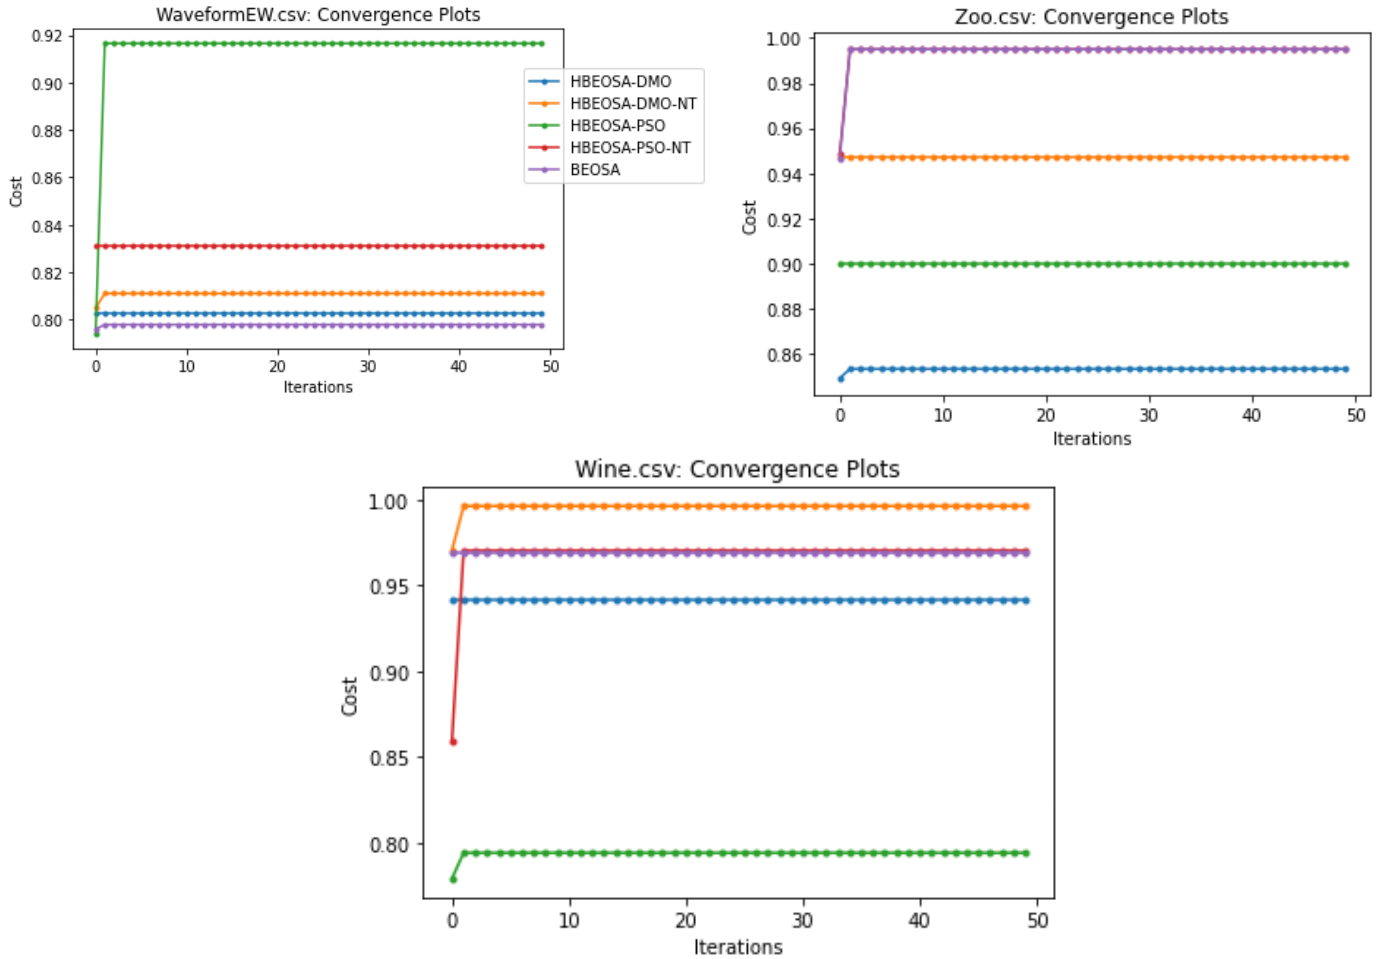 WaveformEW.csv: Convergence Plots
0.92
0.90
0.88
0.86
0.84
0.82
0.80
Cost
0
10
20
30
40
50
Iterations
HBEOSA-DMO
HBEOSA-DMO-NT
HBEOSA-PSO
HBEOSA-PSO-NT
BEOSA
Zoo.csv: Convergence Plots
1.00
0.98
0.96
0.94
0.92
0.90
0.88
0.86
Cost
0
10
20
30
40
50
Iterations
Wine.csv: Convergence Plots
1.00
0.95
0.90
0.85
0.80
Cost
0
10
20
30
40
50
Iterations